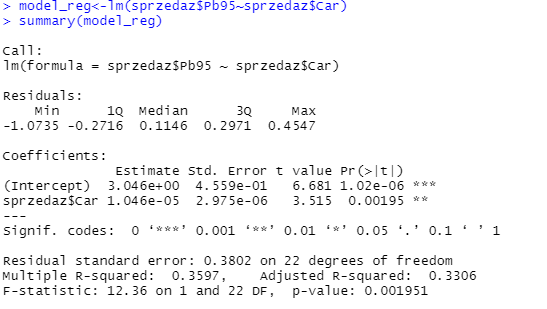 > model_reg<-lm(sprzedaz$Pb95~sprzedaz$Car)
> summary(model_reg)

Call:
lm(formula = sprzedaz$Pb95 ~ sprzedaz$Car)

Residuals:
    Min      1Q  Median      3Q     Max
-1.0735 -0.2716  0.1146  0.2971  0.4547

Coefficients:
             Estimate Std. Error t value Pr(>|t|)
(Intercept)  3.046e+00  4.559e-01   6.681 1.02e-06 ***
sprzedaz$Car 1.046e-05  2.975e-06   3.515  0.00195 **
---
Signif. codes:  0 ‘***’ 0.001 ‘**’ 0.01 ‘*’ 0.05 ‘.’ 0.1 ‘ ’ 1

Residual standard error: 0.3802 on 22 degrees of freedom
Multiple R-squared:  0.3597,	Adjusted R-squared:  0.3306
F-statistic: 12.36 on 1 and 22 DF,  p-value: 0.001951